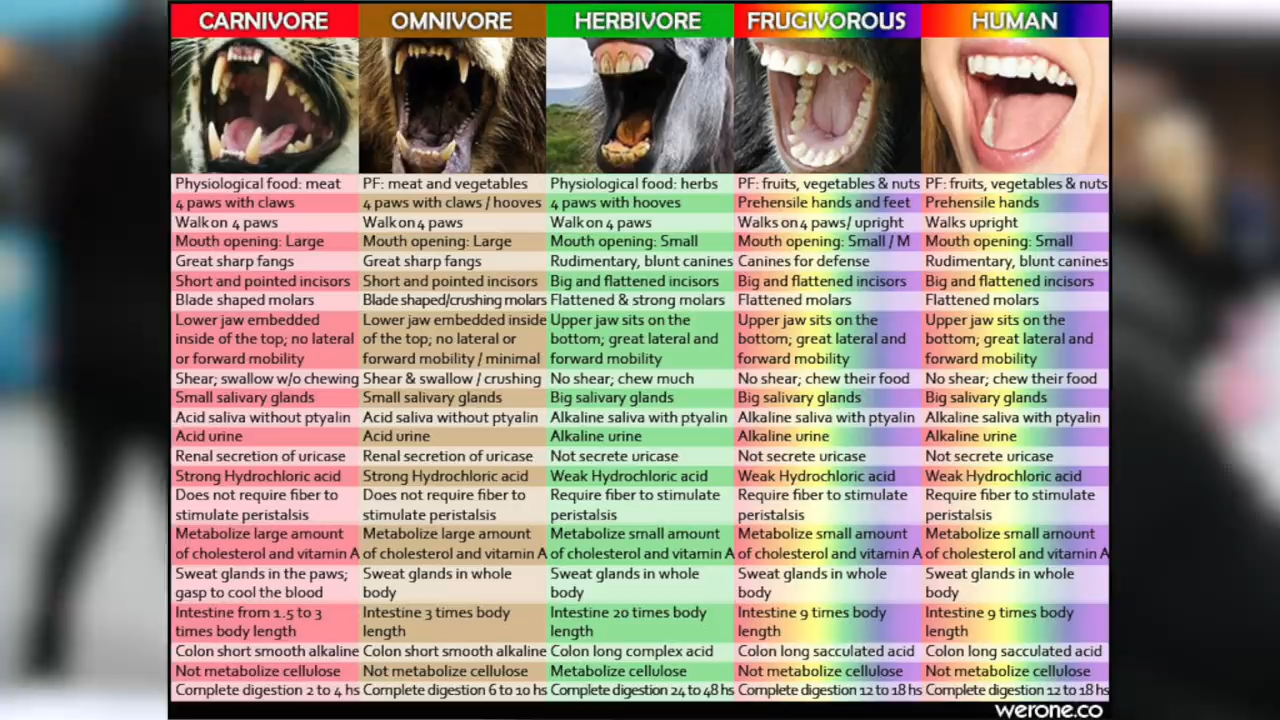 CARNIVORE OMNIVORE HERBIVORE FRUGIVOROUS HUMAN
Physiological food: meat PF: meat and vegetables Physiological food: herbs PF: fruits, vegetables & nuts PF: fruits, vegetables & nuts
4 paws with claws 4 paws with claws / hooves 4 paws with hooves Prehensile hands and feet Prehensile hands
Walk on 4 paws Walk on 4 paws Walk on 4 paws Walks on 4 paws/ upright Walks upright
Mouth opening: Large Mouth opening: Large Mouth opening: Small Mouth opening: Small / M Mouth opening: Small
Great sharp fangs Great sharp fangs Rudimentary, blunt canines Canines for defense Rudimentary, blunt canines
Short and pointed incisors Short and pointed incisors Big and flattened incisors Big and flattened incisors Big and flattened incisors
Blade shaped molars Blade shaped/crushing molars Flattened & strong molars Flattened molars Flattened molars
Lower jaw embedded Lower jaw embedded inside Upper jaw sits on the Upper jaw sits on the Upper jaw sits on the
inside of the top; no lateral of the top; no lateral or bottom; great lateral and bottom; great lateral and bottom; great lateral and
or forward mobility forward mobility / minimal forward mobility forward mobility forward mobility
Shear; swallow w/o chewing Shear & swallow / crushing No shear; chew much No shear; chew their food No shear; chew their food
Small salivary glands Small salivary glands Big salivary glands Big salivary glands Big salivary glands
Acid saliva without ptyalin Acid saliva without ptyalin Alkaline saliva with ptyalin Alkaline saliva with ptyalin Alkaline saliva with ptyalin
Acid urine Acid urine Alkaline urine Alkaline urine Alkaline urine
Renal secretion of uricase Renal secretion of uricase Not secrete uricase Not secrete uricase Not secrete uricase
Strong Hydrochloric acid Strong Hydrochloric acid Weak Hydrochloric acid Weak Hydrochloric acid Weak Hydrochloric acid
Does not require fiber to Does not require fiber to Require fiber to stimulate Require fiber to stimulate Require fiber to stimulate
stimulate peristalsis stimulate peristalsis peristalsis peristalsis peristalsis
Metabolize large amount Metabolize large amount Metabolize small amount Metabolize small amount Metabolize small amount
of cholesterol and vitamin A of cholesterol and vitamin A of cholesterol and vitamin A of cholesterol and vitamin A of cholesterol and vitamin A
Sweat glands in the paws; Sweat glands in whole Sweat glands in whole Sweat glands in whole Sweat glands in whole
gasp to cool the blood body body body body
Intestine from 1.5 to 3 Intestine 3 times body Intestine 20 times body Intestine 9 times body Intestine 9 times body
times body length length length length length
Colon short smooth alkaline Colon short smooth alkaline Colon long complex acid Colon long sacculated acid Colon long sacculated acid
Not metabolize cellulose Not metabolize cellulose Metabolize cellulose Not metabolize cellulose Not metabolize cellulose
Complete digestion 2 to 4 hs Complete digestion 6 to 10 hs Complete digestion 24 to 48 hs Complete digestion 12 to 18 hs Complete digestion 12 to 18 hs
werone.co